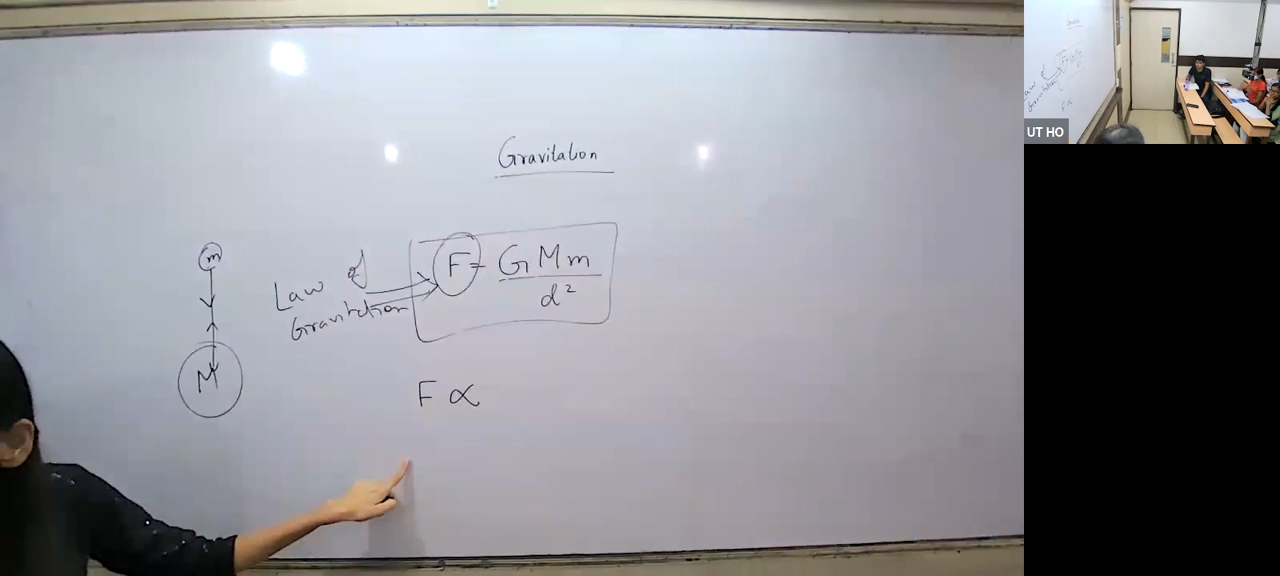 Gravitation
m
Law of
Gravitation
F = GMm
d²
M
F ∝
UT HO